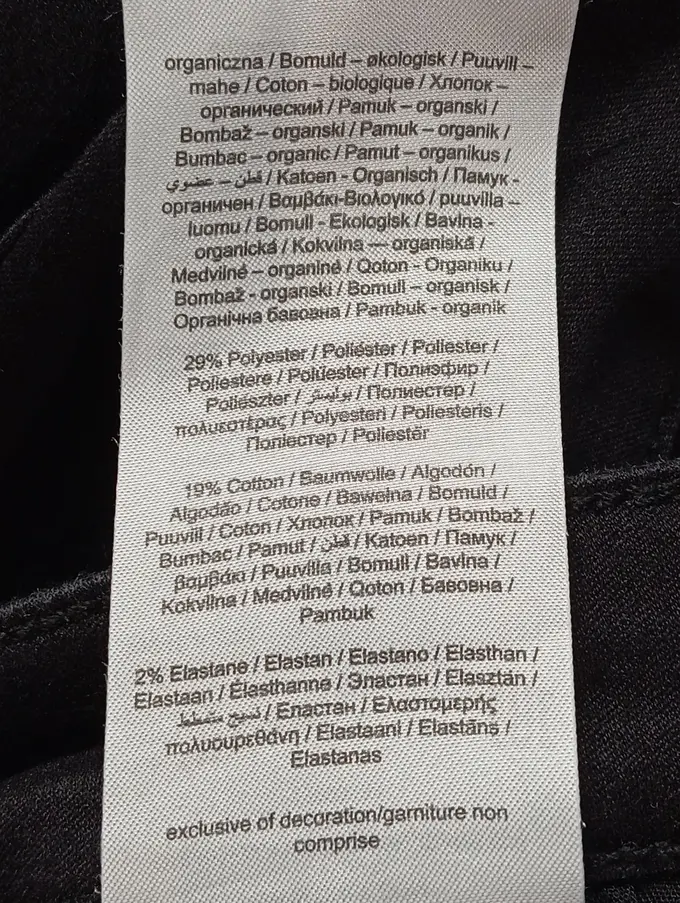 organiczna / Bomuld – økologisk / Puuvill –
mahe / Coton – biologique / Хлопок –
органический / Pamuk – organski /
Bombaž – organski / Pamuk – organik /
Bumbac – organic / Pamut – organikus /
قطن – عضوي / Katoen - Organisch / Памук -
органичен / Βαμβάκι-Βιολογικό / puuvilla –
luomu / Bomull - Ekologisk / Bavlna -
organická / Kokvilna — organiskā /
Medvilnė – organinė / Qoton - Organiku /
Bombaž - organski / Bomull – organisk /
Органічна бавовна / Pambuk - organik
29% Polyester / Poliéster / Poliester /
Poliestere / Polüester / Полиэфир /
Poliészter / بوليستر / Полиестер /
πολυεστέρας / Polyesteri / Poliesteris /
Поліестер / Poliestër
19% Cotton / Baumwolle / Algodón /
Algodão / Cotone / Bawełna / Bomuld /
Puuvill / Coton / Хлопок / Pamuk / Bombaž /
Bumbac / Pamut / قطن / Katoen / Памук /
βαμβάκι / Puuvilla / Bomull / Bavlna /
Kokvilna / Medvilnė / Qoton / Бавовна /
Pambuk
2% Elastane / Elastan / Elastano / Elasthan /
Elastaan / Élasthanne / Эластан / Elasztán /
نسيج مطاط / Еластан / Ελαστομερής
πολυουρεθάνη / Elastaani / Elastāns /
Elastanas
exclusive of decoration/garniture non
comprise